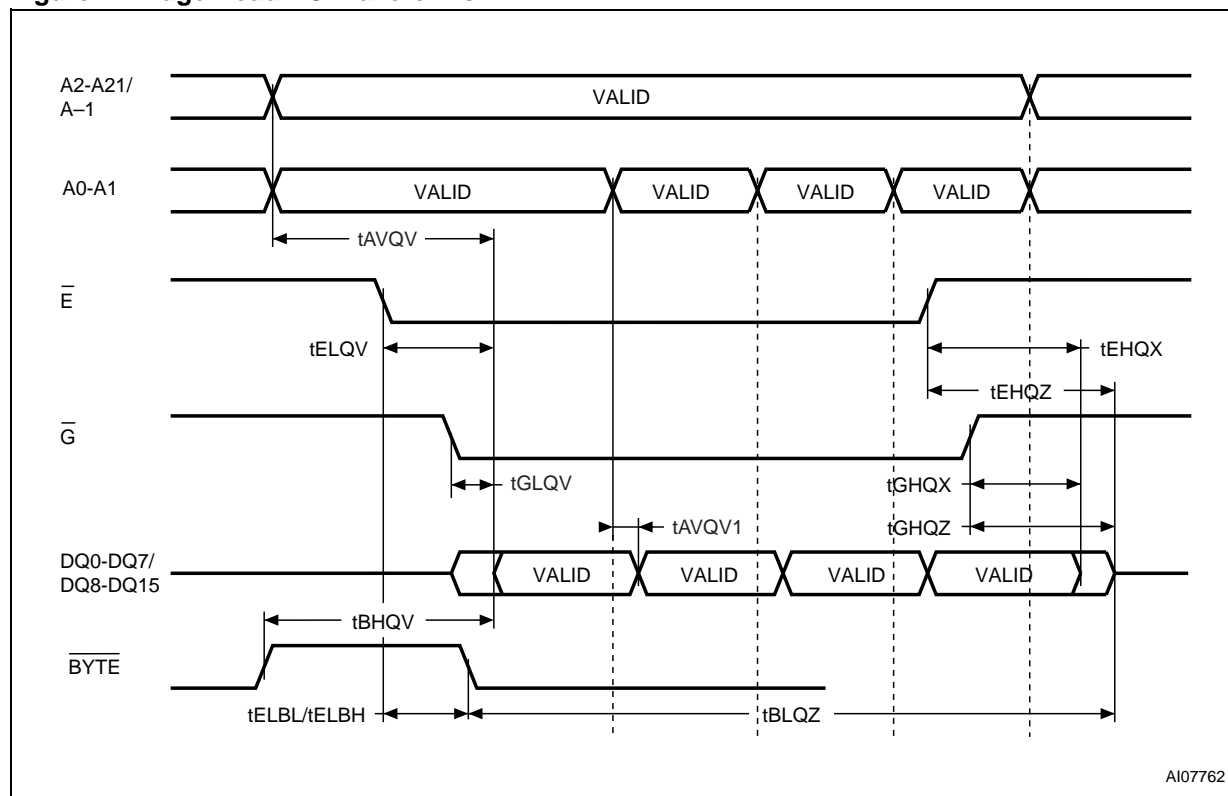 A2-A21/
A–1
VALID
A0-A1
VALID
VALID
VALID
VALID
tAVQV
E
tELQV
tEHQX
tEHQZ
G
tGLQV
tGHQX
tAVQV1
tGHQZ
DQ0-DQ7/
DQ8-DQ15
VALID
VALID
VALID
VALID
tBHQV
BYTE
tELBL/tELBH
tBLQZ
AI07762